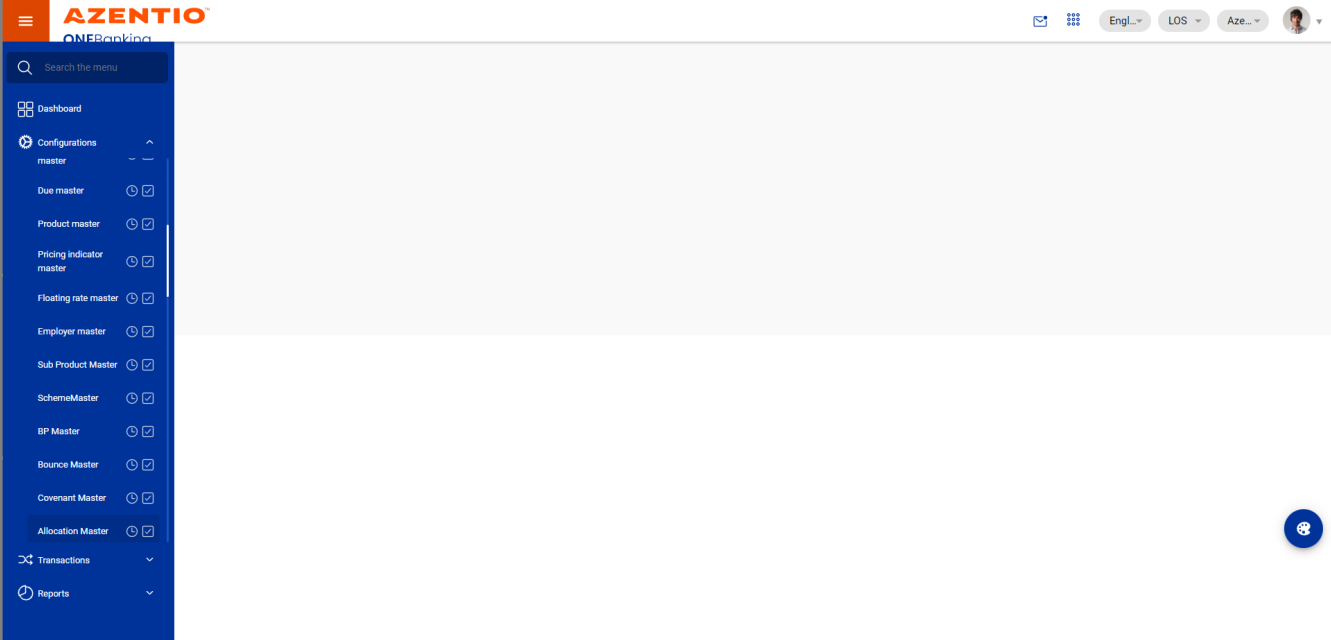 AZENTIO™
ONEBanking
Engl...
LOS
Aze...
Search the menu
Dashboard
Configurations
master
Due master
Product master
Pricing indicator
master
Floating rate master
Employer master
Sub Product Master
SchemeMaster
BP Master
Bounce Master
Covenant Master
Allocation Master
Transactions
Reports